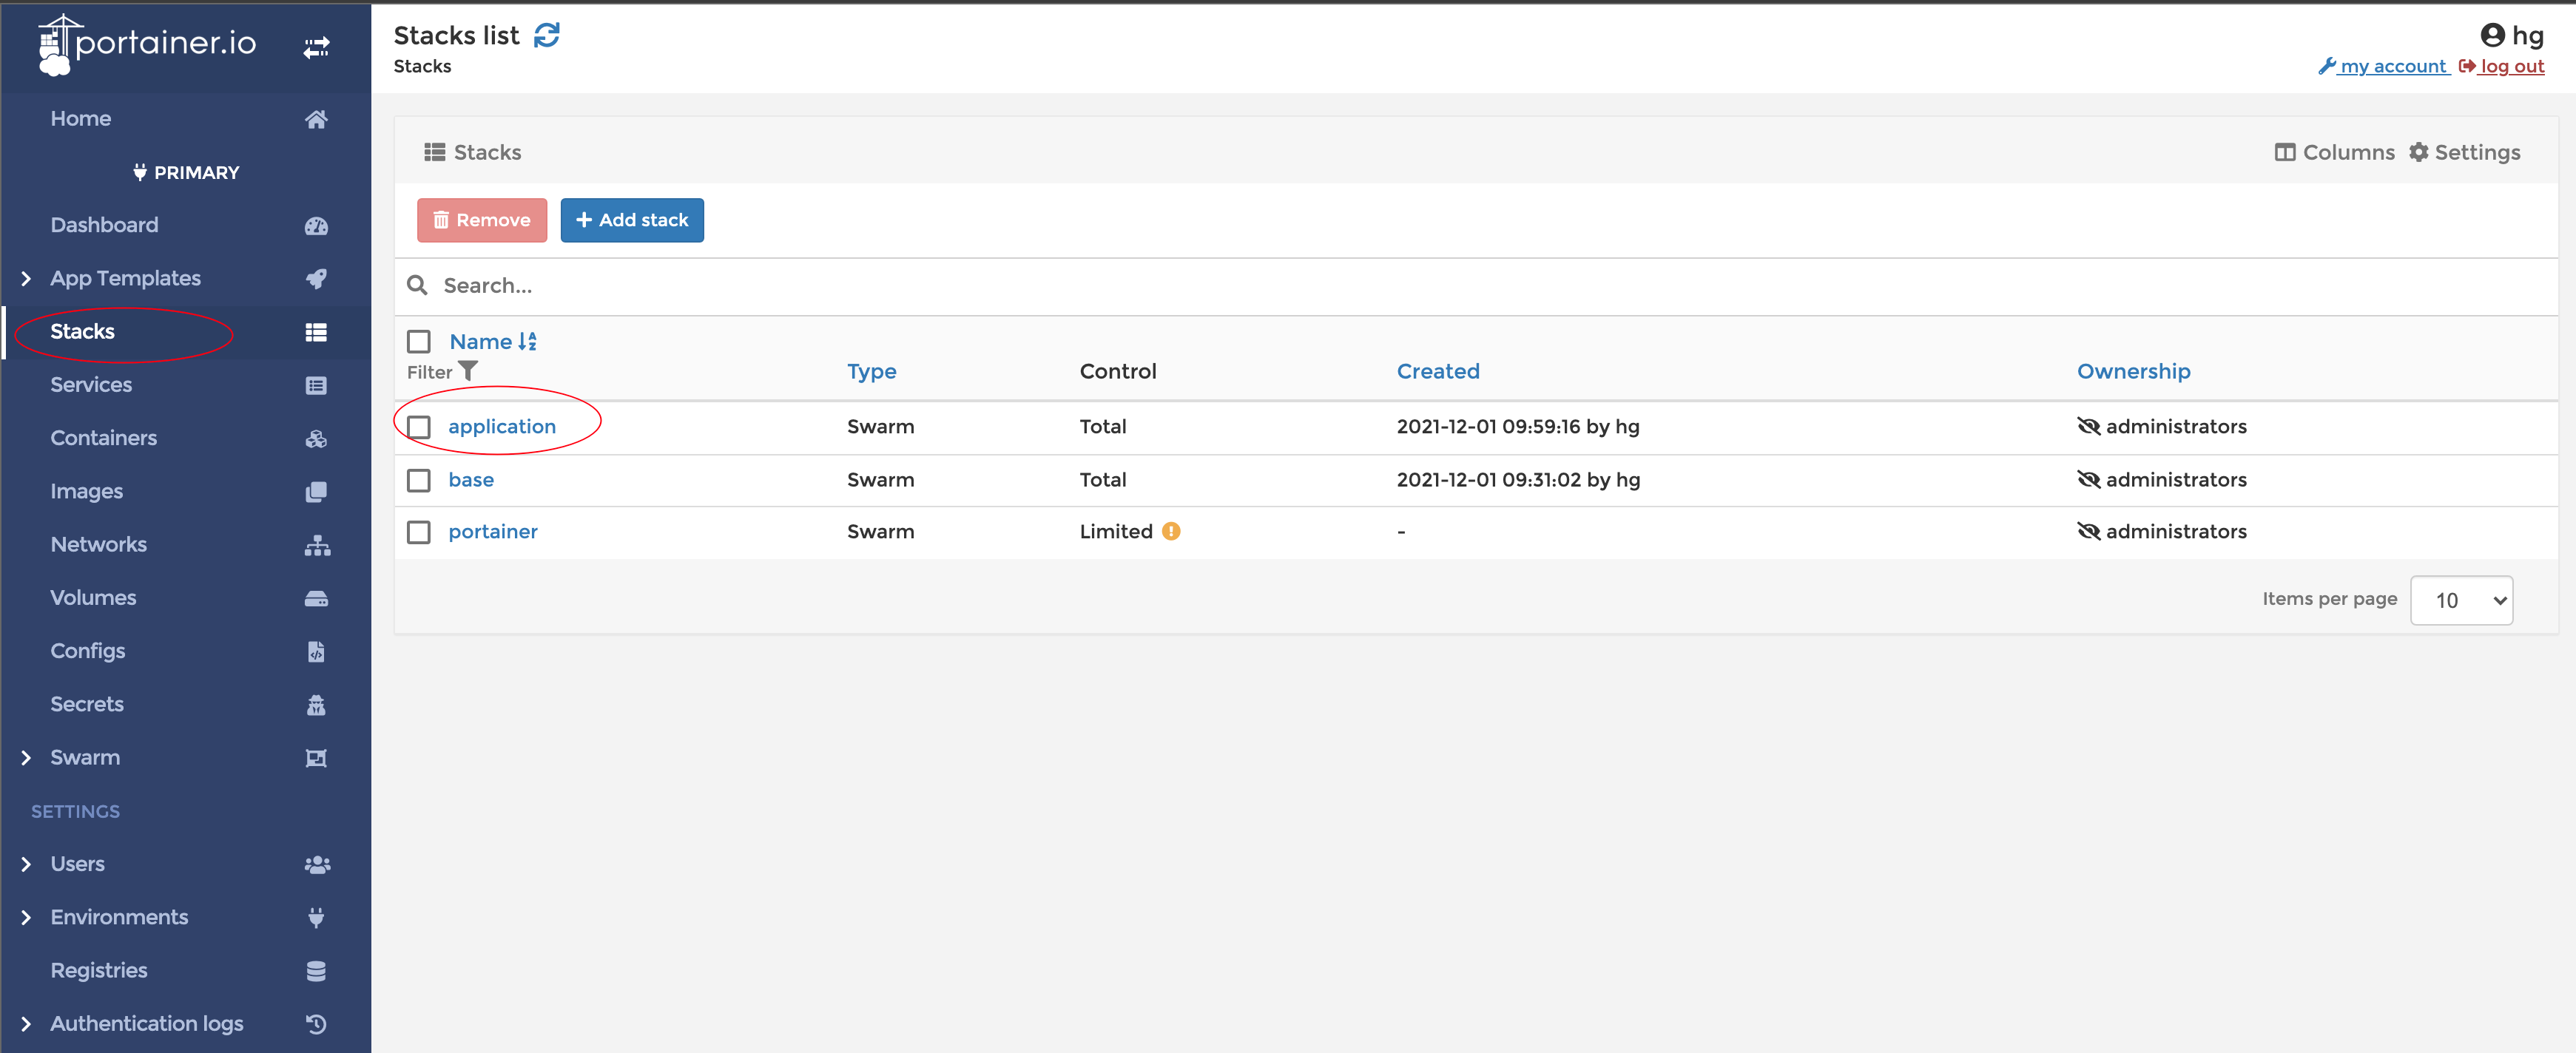 portainer.io
Home
PRIMARY
Dashboard
App Templates
Stacks
Services
Containers
Images
Networks
Volumes
Configs
Secrets
Swarm
SETTINGS
Users
Environments
Registries
Authentication logs
Stacks list
Stacks
hg
my account log out
Stacks
Columns Settings
Remove Add stack
Search...
Name
Filter
Type Control Created Ownership
application Swarm Total 2021-12-01 09:59:16 by hg administrators
base Swarm Total 2021-12-01 09:31:02 by hg administrators
portainer Swarm Limited - administrators
Items per page 10